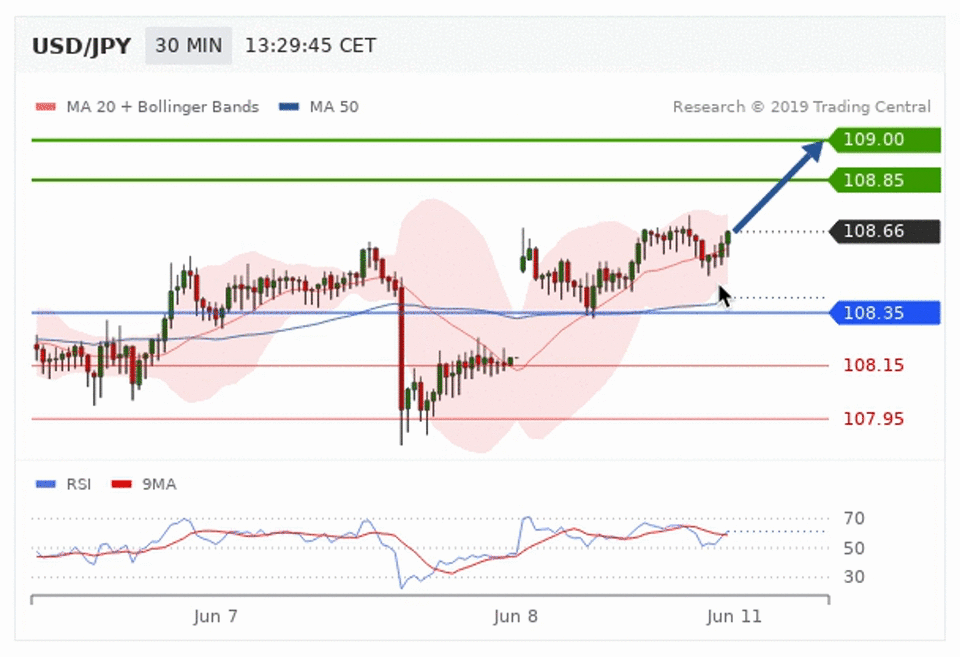 USD/JPY 30 MIN 13:29:45 CET
MA 20 + Bollinger Bands MA 50 Research © 2019 Trading Central
109.00
108.85
108.66
108.35
108.15
107.95
RSI 9MA
70
50
30
Jun 7 Jun 8 Jun 11